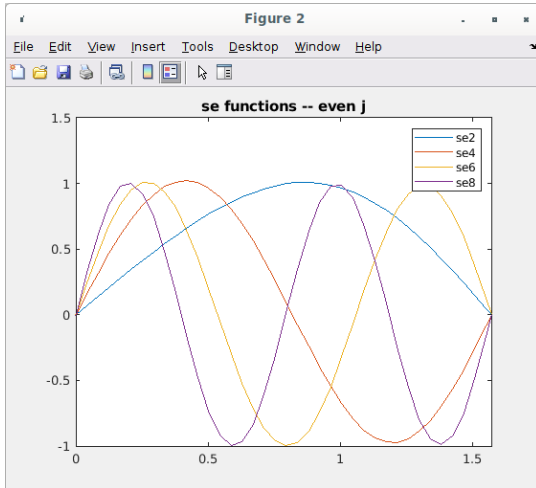 Figure 2
File Edit View Insert Tools Desktop Window Help
se functions -- even j
1.5
1
0.5
0
-0.5
-1
0 0.5 1 1.5
se2
se4
se6
se8